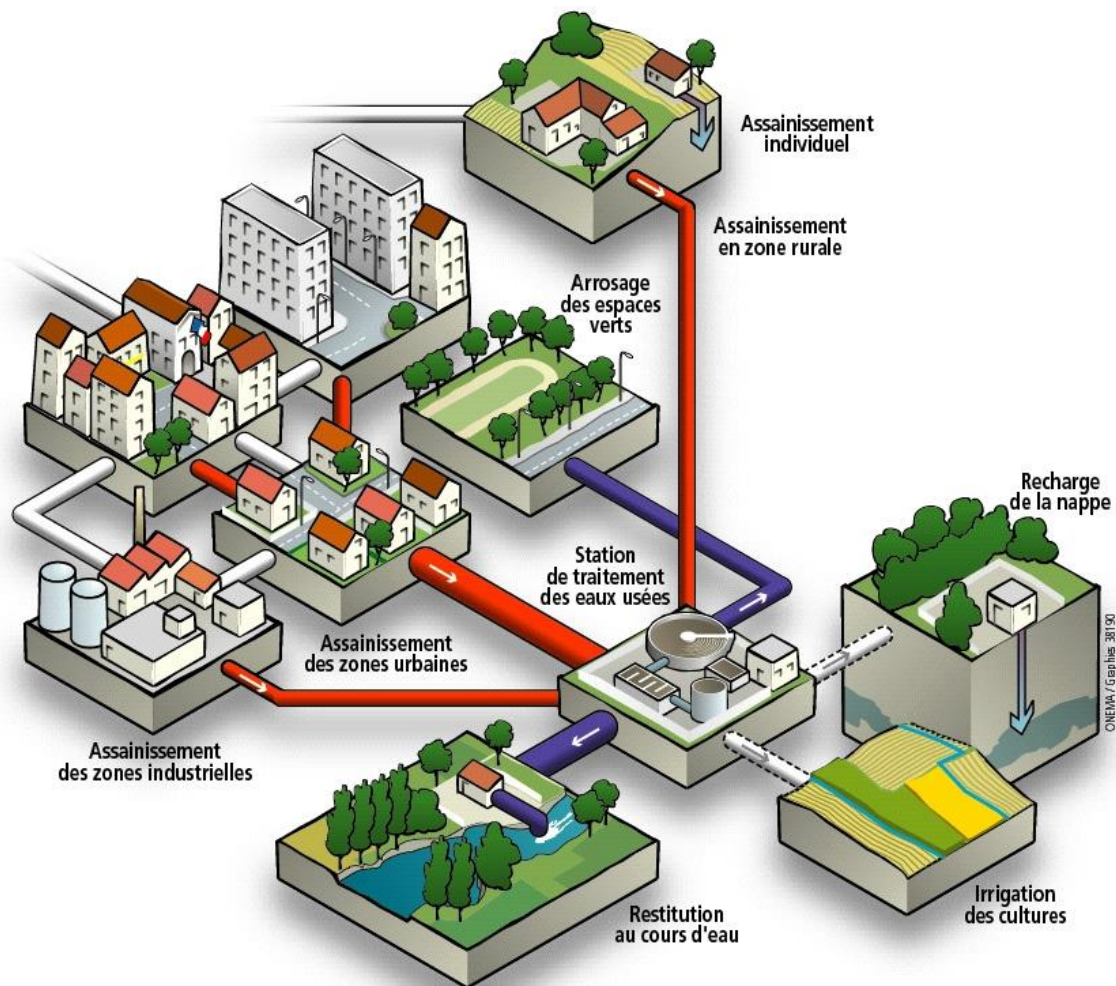 Assainissement
individuel
Assainissement
en zone rurale
Arrosage
des espaces
verts
Recharge
de la nappe
Station
de traitement
des eaux usées
Assainissement
des zones urbaines
Assainissement
des zones industrielles
Restitution
au cours d'eau
Irrigation
des cultures
ONEMA / Graphies 38190